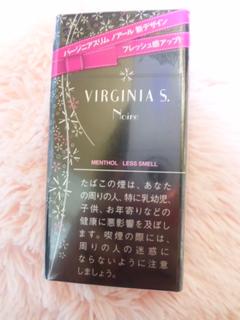 バージニアスリム ノアール 新デザイン
フレッシュ感アップ!
VIRGINIA S.
Noire
MENTHOL LESS SMELL
たばこの煙は、あなた
の周りの人、特に乳幼児、
子供、お年寄りなどの
健康に悪影響を及ぼし
ます。喫煙の際には、
周りの人の迷惑に
ならないように注意
しましょう。